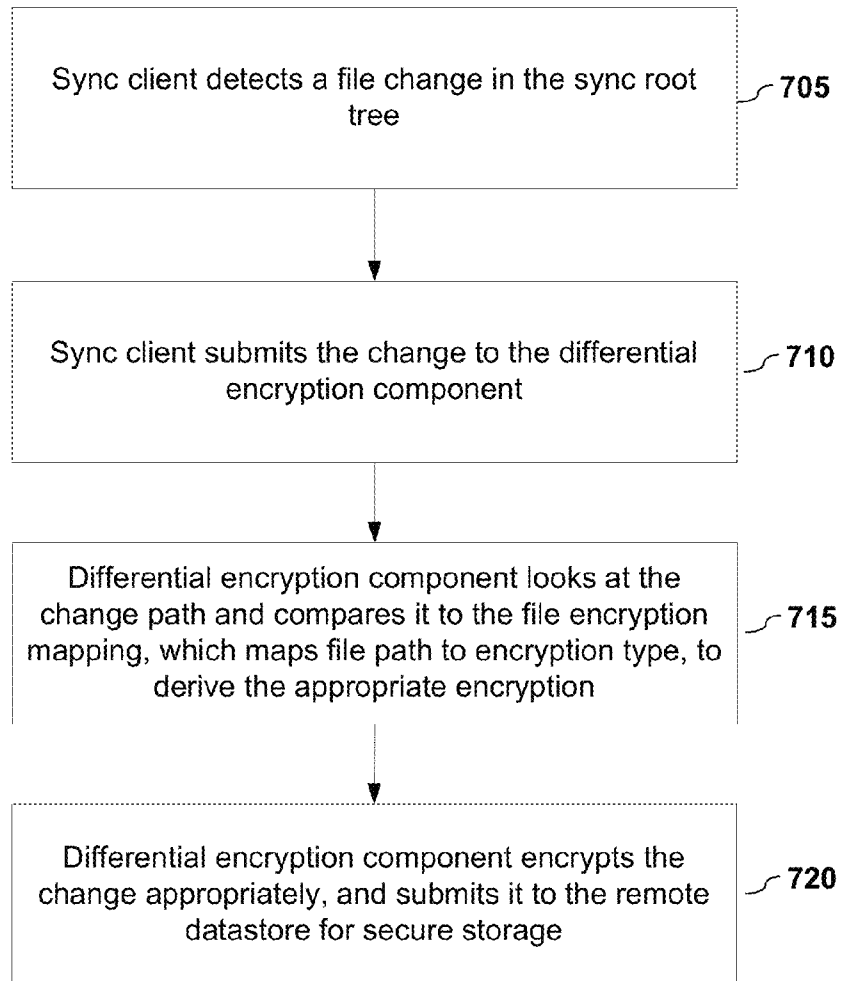 Sync client detects a file change in the sync root
tree
705
Sync client submits the change to the differential
encryption component
710
Differential encryption component looks at the
change path and compares it to the file encryption
mapping, which maps file path to encryption type, to
derive the appropriate encryption
715
Differential encryption component encrypts the
change appropriately, and submits it to the remote
datastore for secure storage
720